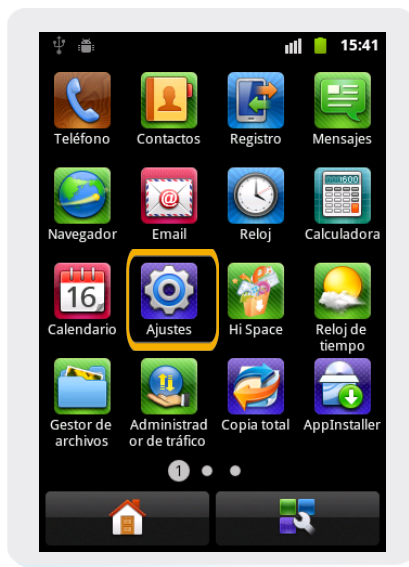 15:41
Teléfono Contactos Registro Mensajes
1600
@
Navegador Email Reloj Calculadora
16
Calendario Ajustes Hi Space Reloj de
tiempo
Gestor de Administrad Copia total AppInstaller
archivos or de tráfico
1